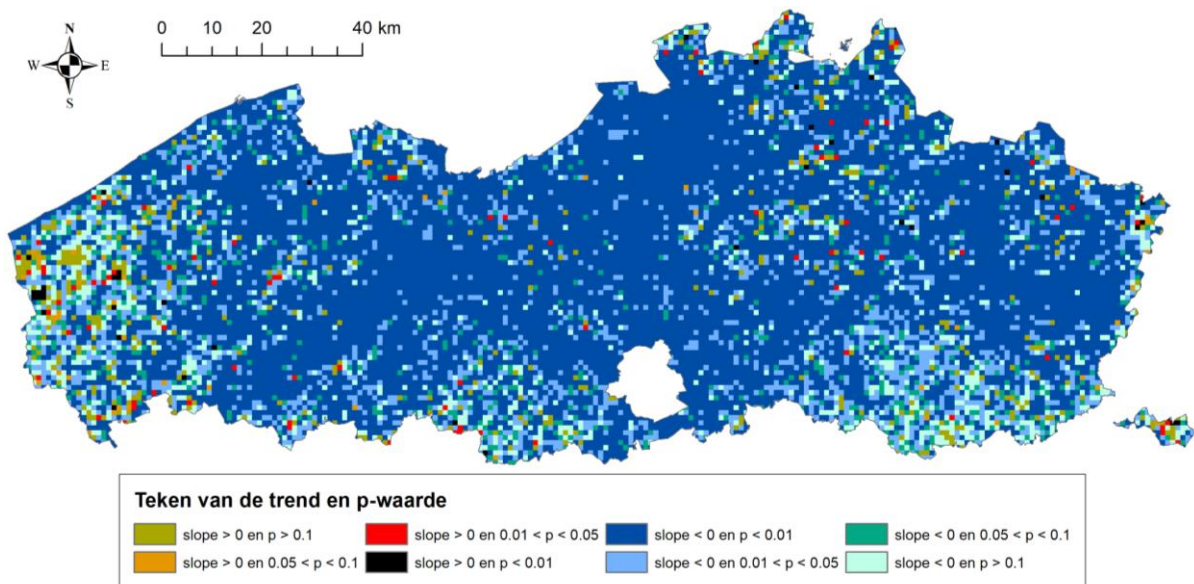 N
W E
S
0 10 20 40 km
Teken van de trend en p-waarde
slope > 0 en p > 0.1
slope > 0 en 0.01 < p < 0.05
slope < 0 en p < 0.01
slope < 0 en 0.05 < p < 0.1
slope > 0 en 0.05 < p < 0.1
slope > 0 en p < 0.01
slope < 0 en 0.01 < p < 0.05
slope < 0 en p > 0.1